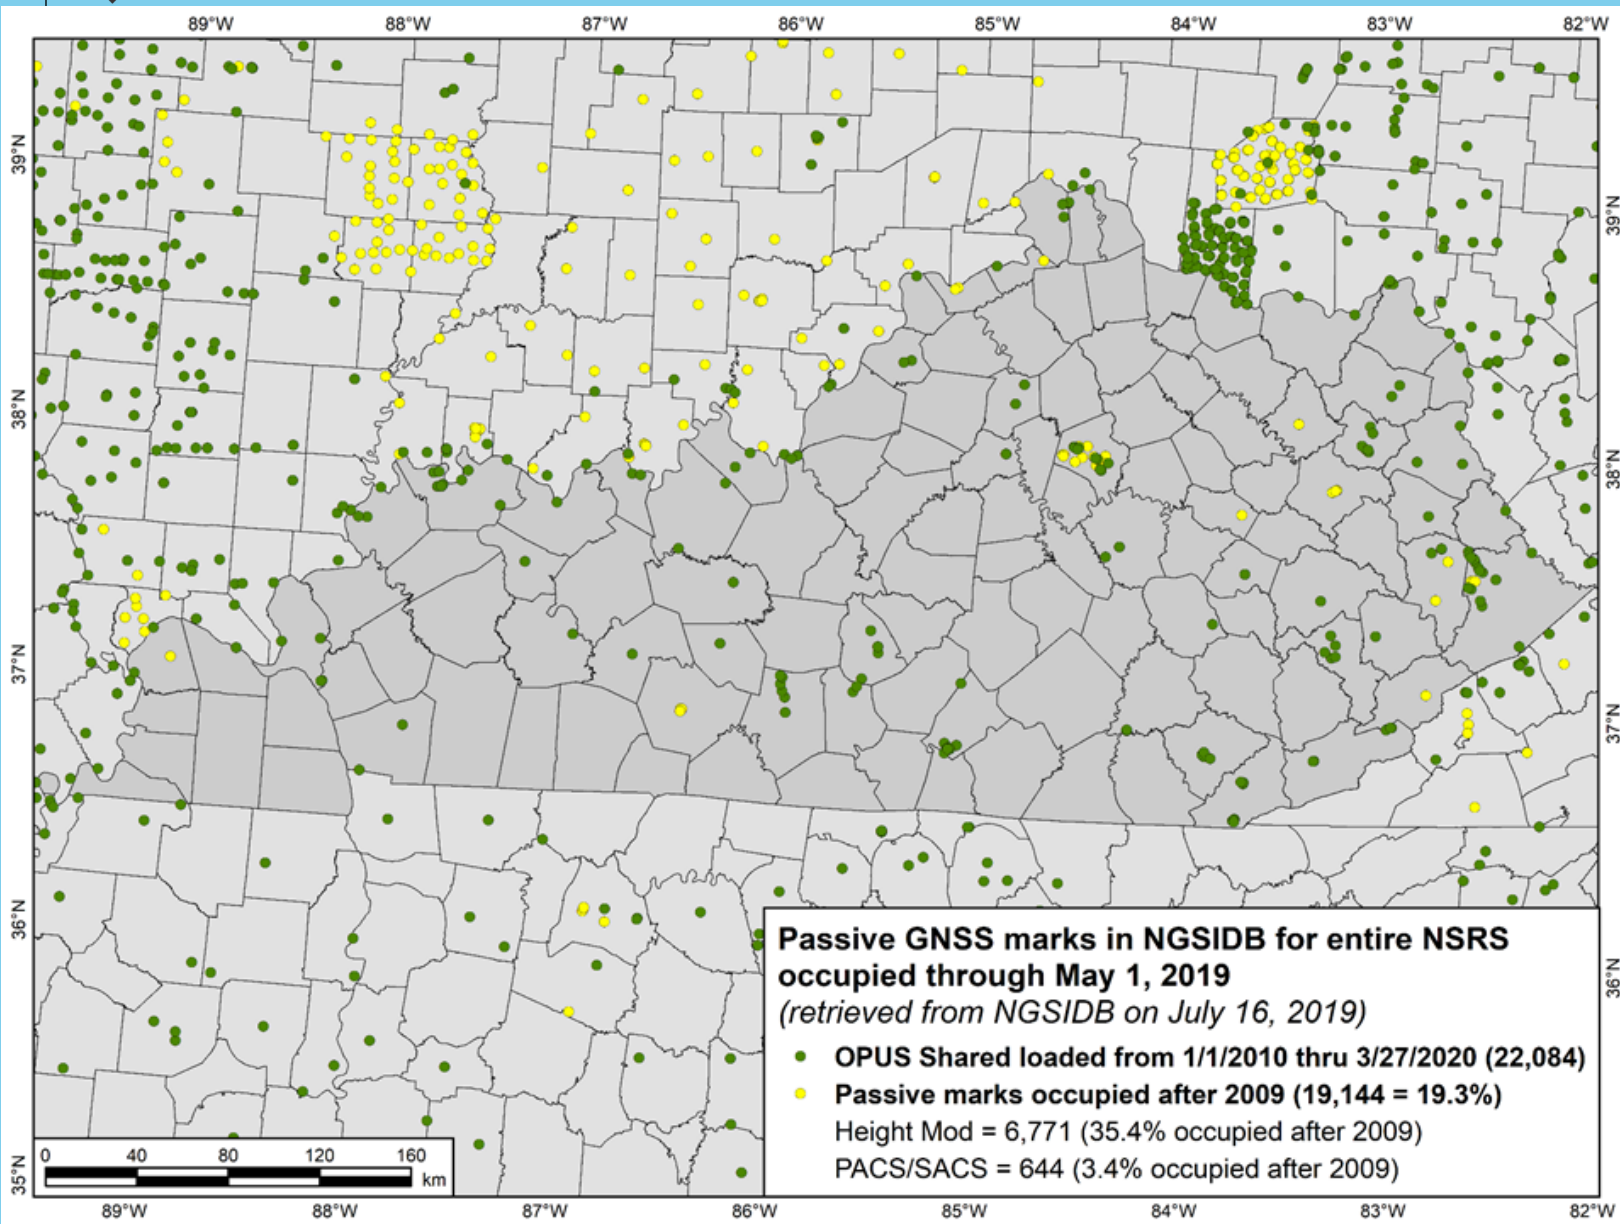 89°W 88°W 87°W 86°W 85°W 84°W 83°W 82°W
39°N
39°N
38°N
38°N
37°N
37°N
36°N
36°N
35°N
Passive GNSS marks in NGSIDB for entire NSRS
occupied through May 1, 2019
(retrieved from NGSIDB on July 16, 2019)
OPUS Shared loaded from 1/1/2010 thru 3/27/2020 (22,084)
Passive marks occupied after 2009 (19,144 = 19.3%)
Height Mod = 6,771 (35.4% occupied after 2009)
PACS/SACS = 644 (3.4% occupied after 2009)
0 40 80 120 160
km
89°W 88°W 87°W 86°W 85°W 84°W 83°W 82°W